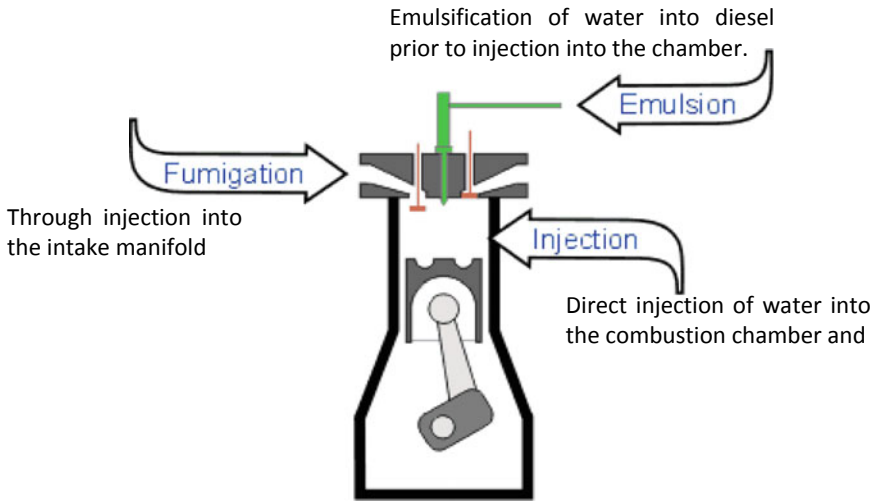 Emulsification of water into diesel
prior to injection into the chamber.
Emulsion
Fumigation
Through injection into
the intake manifold
Injection
Direct injection of water into
the combustion chamber and